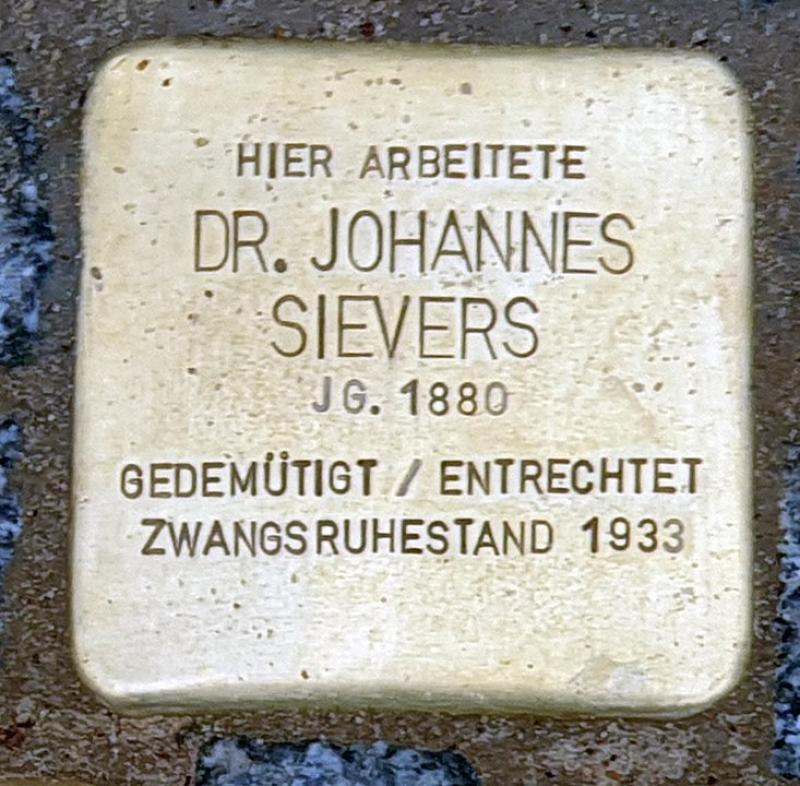 HIER ARBEITETE
DR. JOHANNES
SIEVERS
JG. 1880
GEDEMÜTIGT / ENTRECHTET
ZWANGSRUHESTAND 1933